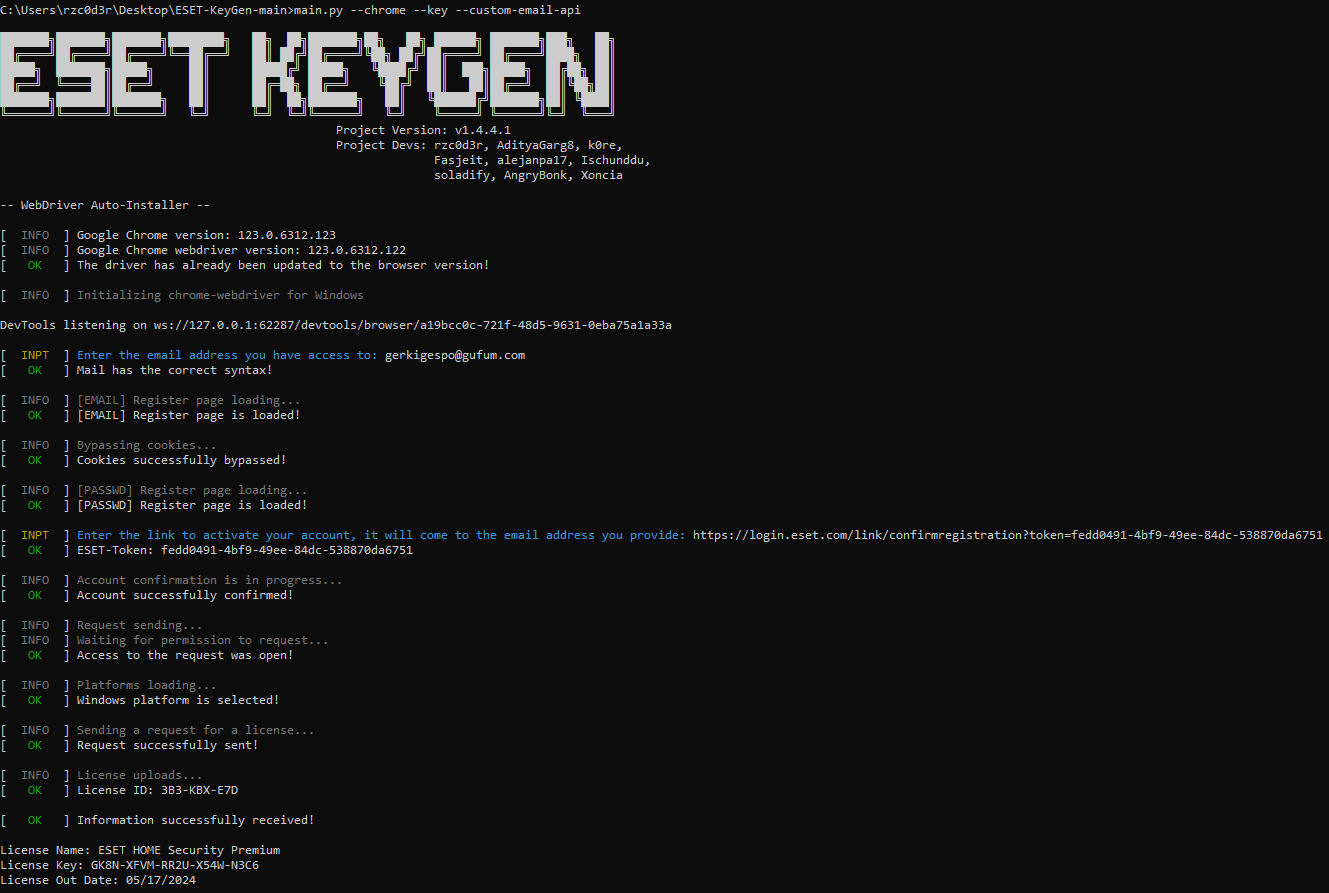 C:\Users\rzc0d3r\Desktop\ESET-KeyGen-main>main.py --chrome --key --custom-email-api
ESET KEYGEN
Project Version: v1.4.4.1
Project Devs: rzc0d3r, AdityaGarg8, k0re,
Fasjeit, alejanpa17, Ischunddu,
soladify, AngryBonk, Xoncia
-- WebDriver Auto-Installer --
[ INFO ] Google Chrome version: 123.0.6312.123
[ INFO ] Google Chrome webdriver version: 123.0.6312.122
[ OK ] The driver has already been updated to the browser version!
[ INFO ] Initializing chrome-webdriver for Windows
DevTools listening on ws://127.0.0.1:62287/devtools/browser/a19bcc0c-721f-48d5-9631-0eba75a1a33a
[ INPT ] Enter the email address you have access to: gerkigespo@gufum.com
[ OK ] Mail has the correct syntax!
[ INFO ] [EMAIL] Register page loading...
[ OK ] [EMAIL] Register page is loaded!
[ INFO ] Bypassing cookies...
[ OK ] Cookies successfully bypassed!
[ INFO ] [PASSWD] Register page loading...
[ OK ] [PASSWD] Register page is loaded!
[ INPT ] Enter the link to activate your account, it will come to the email address you provide: https://login.eset.com/link/confirmregistration?token=fedd0491-4bf9-49ee-84dc-538870da6751
[ OK ] ESET-Token: fedd0491-4bf9-49ee-84dc-538870da6751
[ INFO ] Account confirmation is in progress...
[ OK ] Account successfully confirmed!
[ INFO ] Request sending...
[ INFO ] Waiting for permission to request...
[ OK ] Access to the request was open!
[ INFO ] Platforms loading...
[ OK ] Windows platform is selected!
[ INFO ] Sending a request for a license...
[ OK ] Request successfully sent!
[ INFO ] License uploads...
[ OK ] License ID: 3B3-KBX-E7D
[ OK ] Information successfully received!
License Name: ESET HOME Security Premium
License Key: GK8N-XFVM-RR2U-X54W-N3C6
License Out Date: 05/17/2024